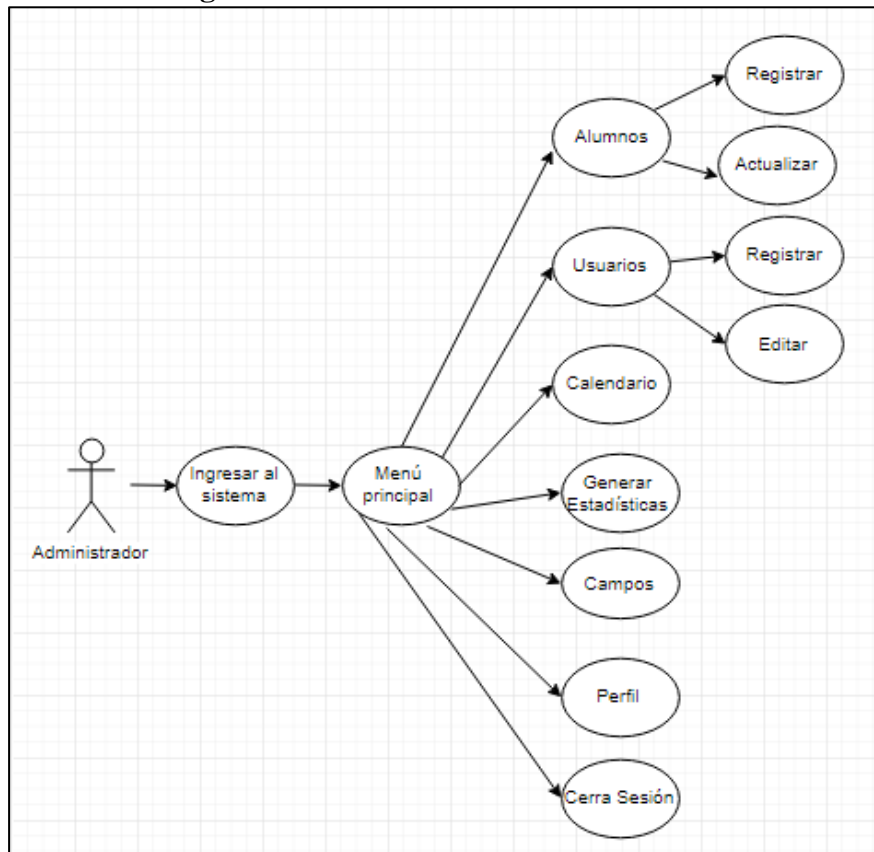 Registrar
Alumnos
Actualizar
Registrar
Usuarios
Editar
Calendario
Ingresar al
sistema
Menú
principal
Generar
Estadísticas
Administrador
Campos
Perfil
Cerra Sesión